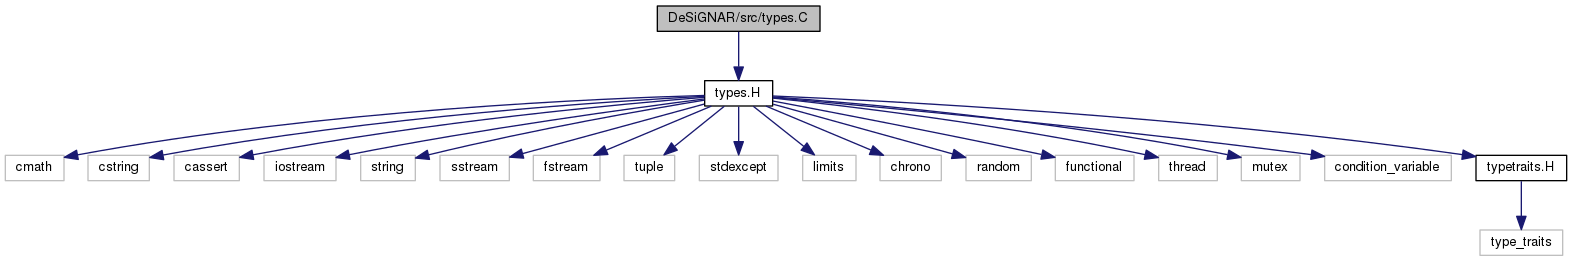 DeSiGNAR/src/types.C
types.H
cmath
cstring
cassert
iostream
string
sstream
fstream
tuple
stdexcept
limits
chrono
random
functional
thread
mutex
condition_variable
typetraits.H
type_traits